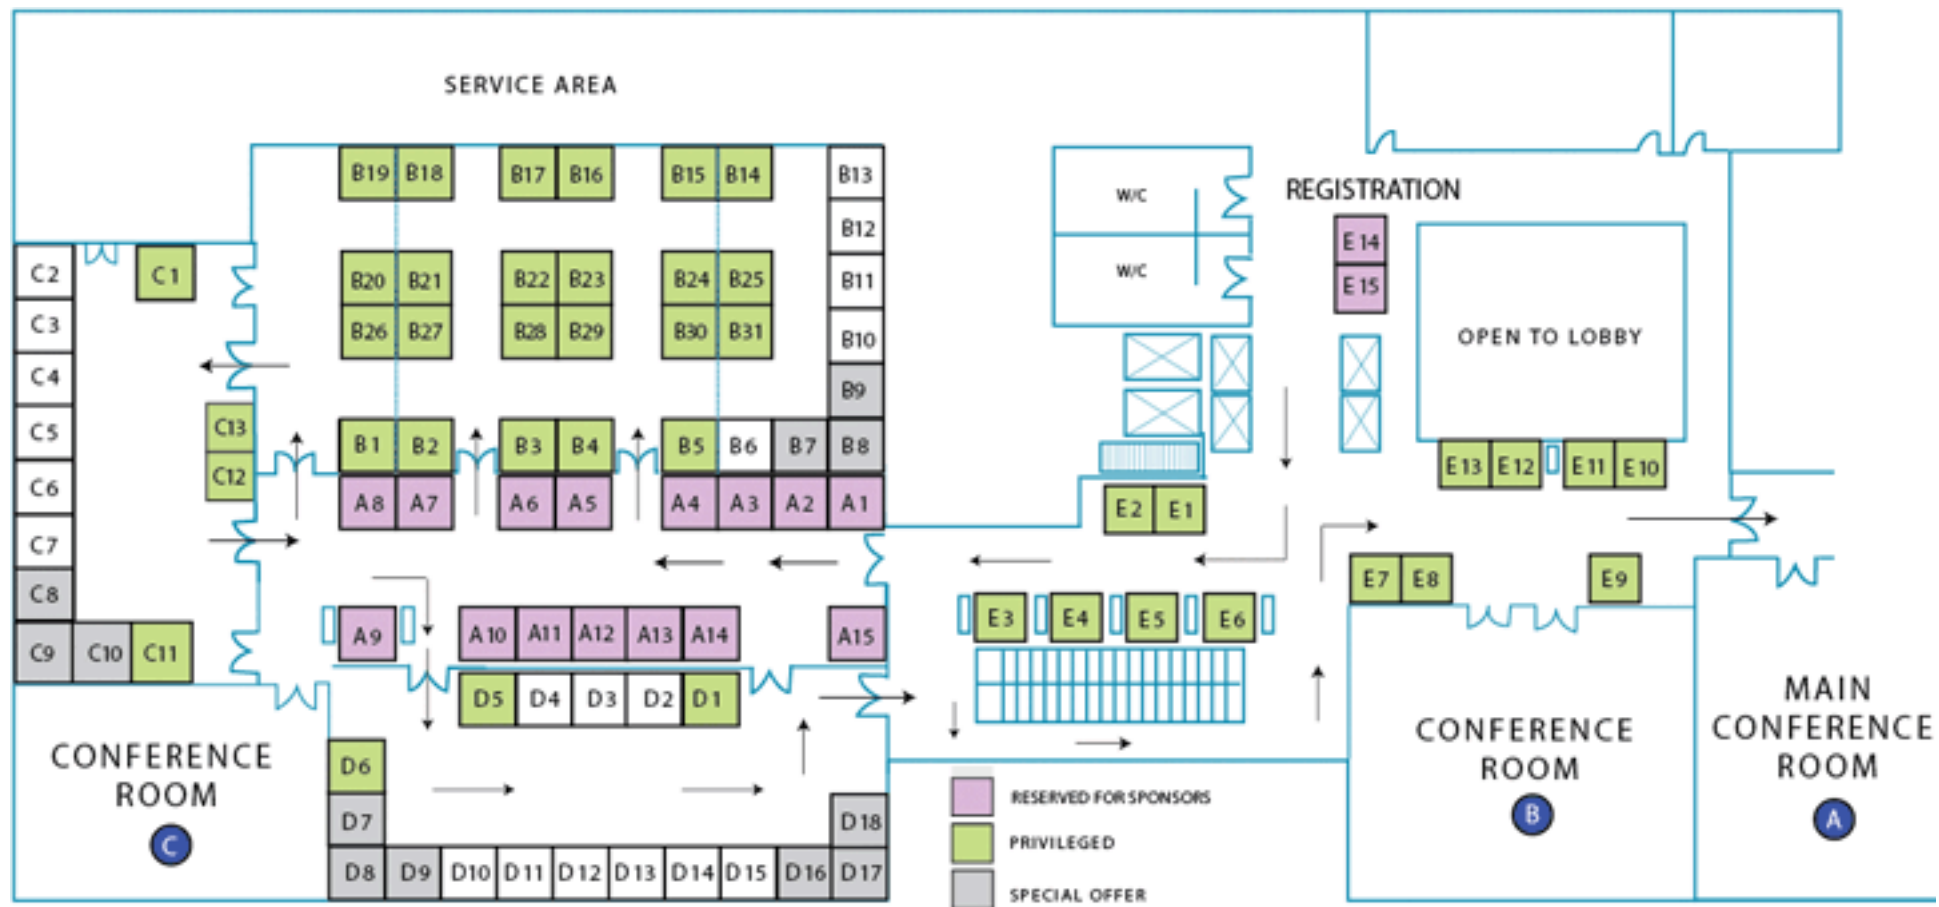 SERVICE AREA
B19 B18 B17 B16 B15 B14 B13
W/C
REGISTRATION
B12
E 14
C2 C 1
B20 B21 B22 B23 B24 B25 B11
W/C
E 15
C3
B26 B27 B28 B29 B30 B31 B10
OPEN TO LOBBY
C4
B9
C5 C13
B1 B2 B3 B4 B5 B6 B7 B8
E13 E12 E11 E10
C6 C12
A8 A7 A6 A5 A4 A3 A2 A1
E2 E1
C7
C8
E7 E8 E9
E3 E4 E5 E6
A9 A10 A11 A12 A13 A14 A15
C9 C10 C11
D5 D4 D3 D2 D1
CONFERENCE
ROOM
C
CONFERENCE
ROOM
B
MAIN
CONFERENCE
ROOM
A
D6
D7 D18
D8 D9 D10 D11 D12 D13 D14 D15 D16 D17
RESERVED FOR SPONSORS
PRIVILEGED
SPECIAL OFFER